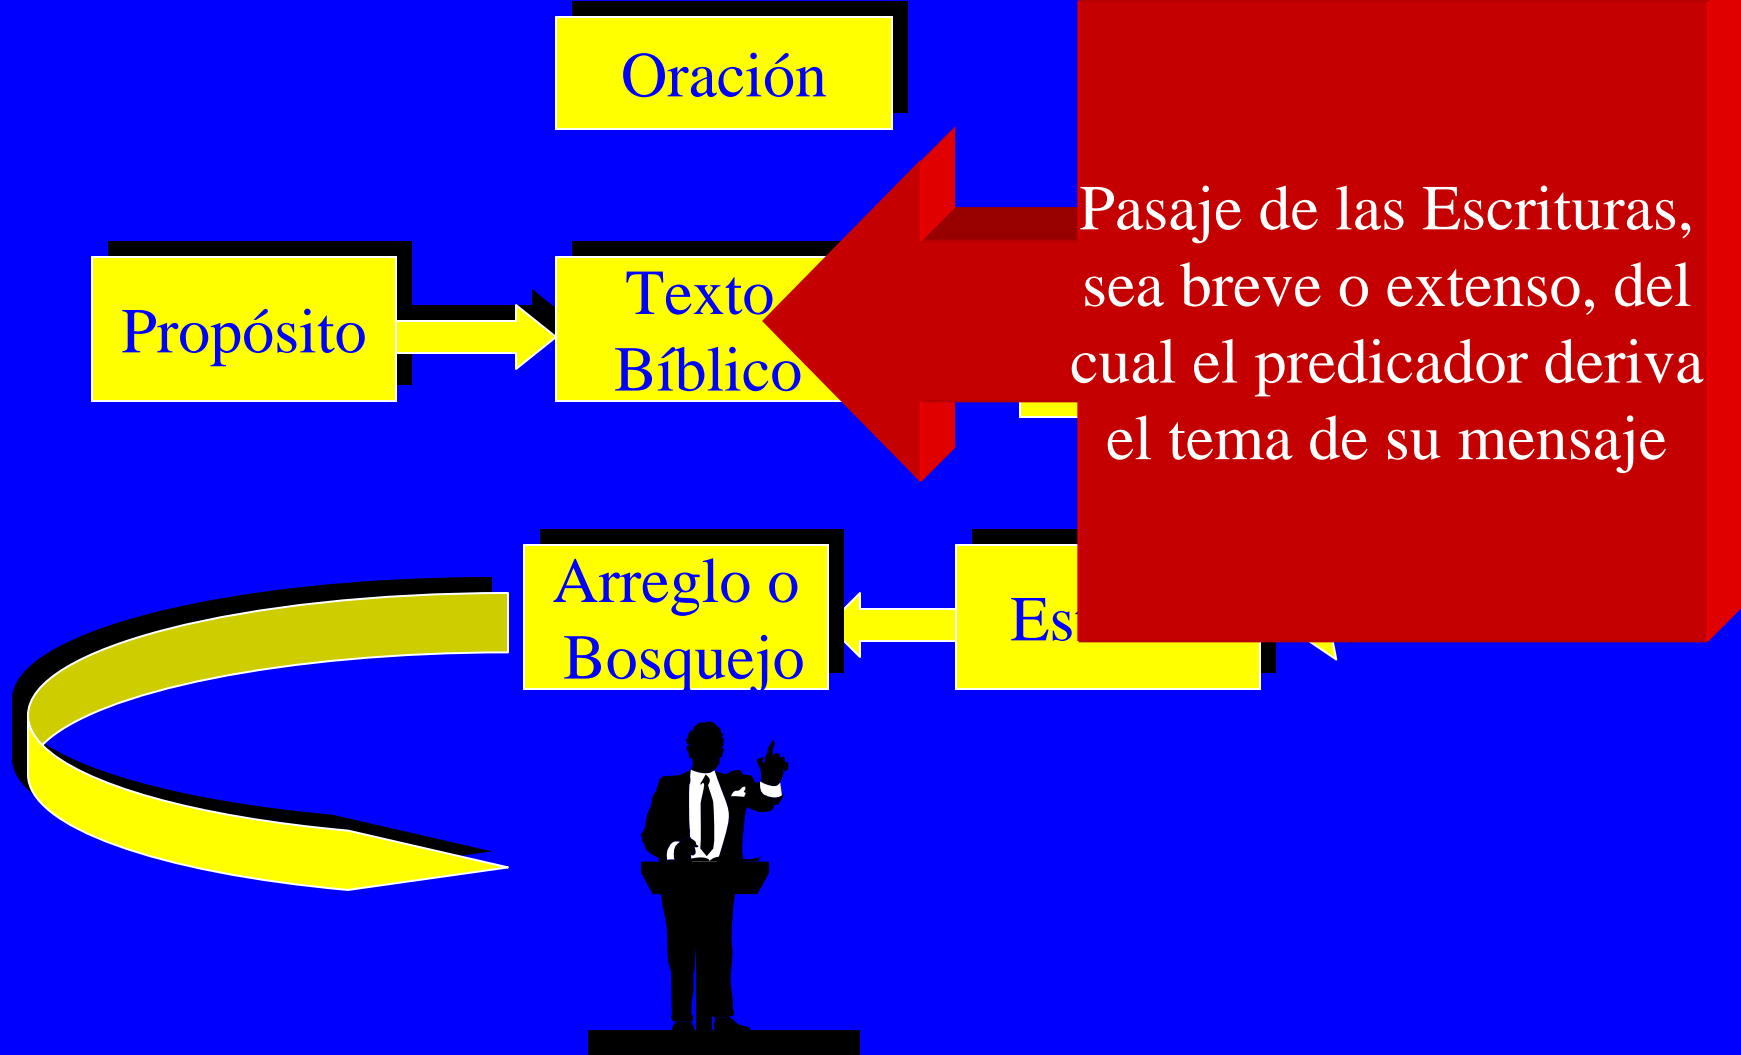 Oración
Propósito
Texto
Bíblico
Pasaje de las Escrituras,
sea breve o extenso, del
cual el predicador deriva
el tema de su mensaje
Arreglo o
Bosquejo